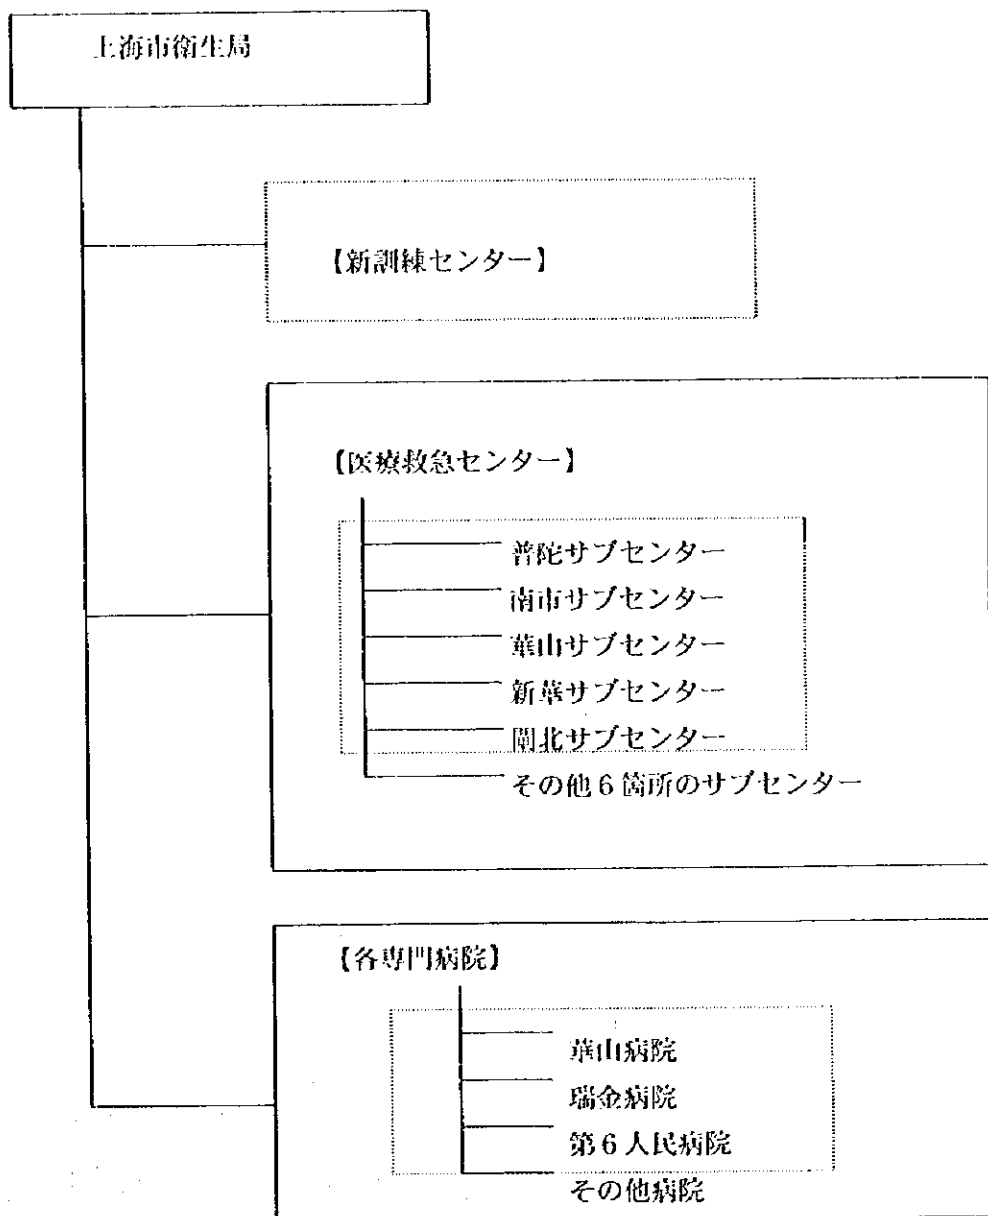 上海市衛生局
【新訓練センター】
【医療救急センター】
普陀サブセンター
南市サブセンター
華山サブセンター
新華サブセンター
閘北サブセンター
その他6箇所のサブセンター
【各専門病院】
華山病院
瑞金病院
第6人民病院
その他病院